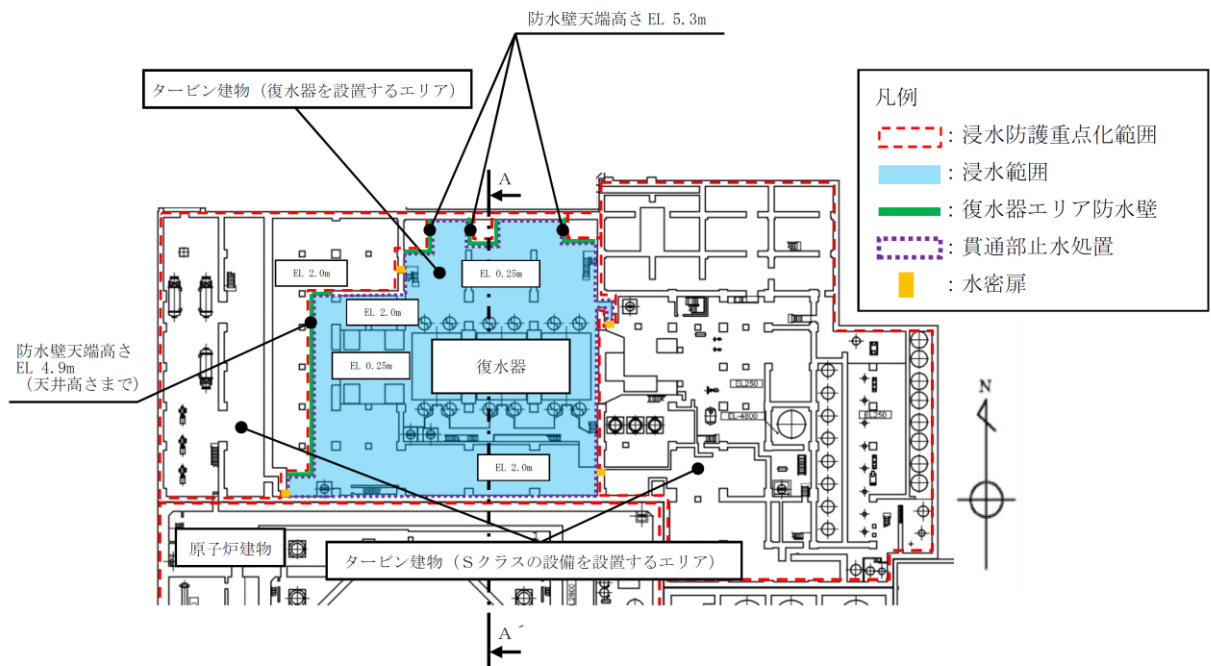 防水壁天端高さ EL 5.3m
タービン建物（復水器を設置するエリア）
凡例
：浸水防護重点化範囲
：浸水範囲
：復水器エリア防水壁
：貫通部止水処置
：水密扉
A
EL 2.0m
EL 0.25m
EL 2.0m
防水壁天端高さ
EL 4.9m
（天井高さまで）
EL 0.25m
復水器
EL250
EL-4800
EL250
N
EL 2.0m
原子炉建物
タービン建物（Ｓクラスの設備を設置するエリア）
A´